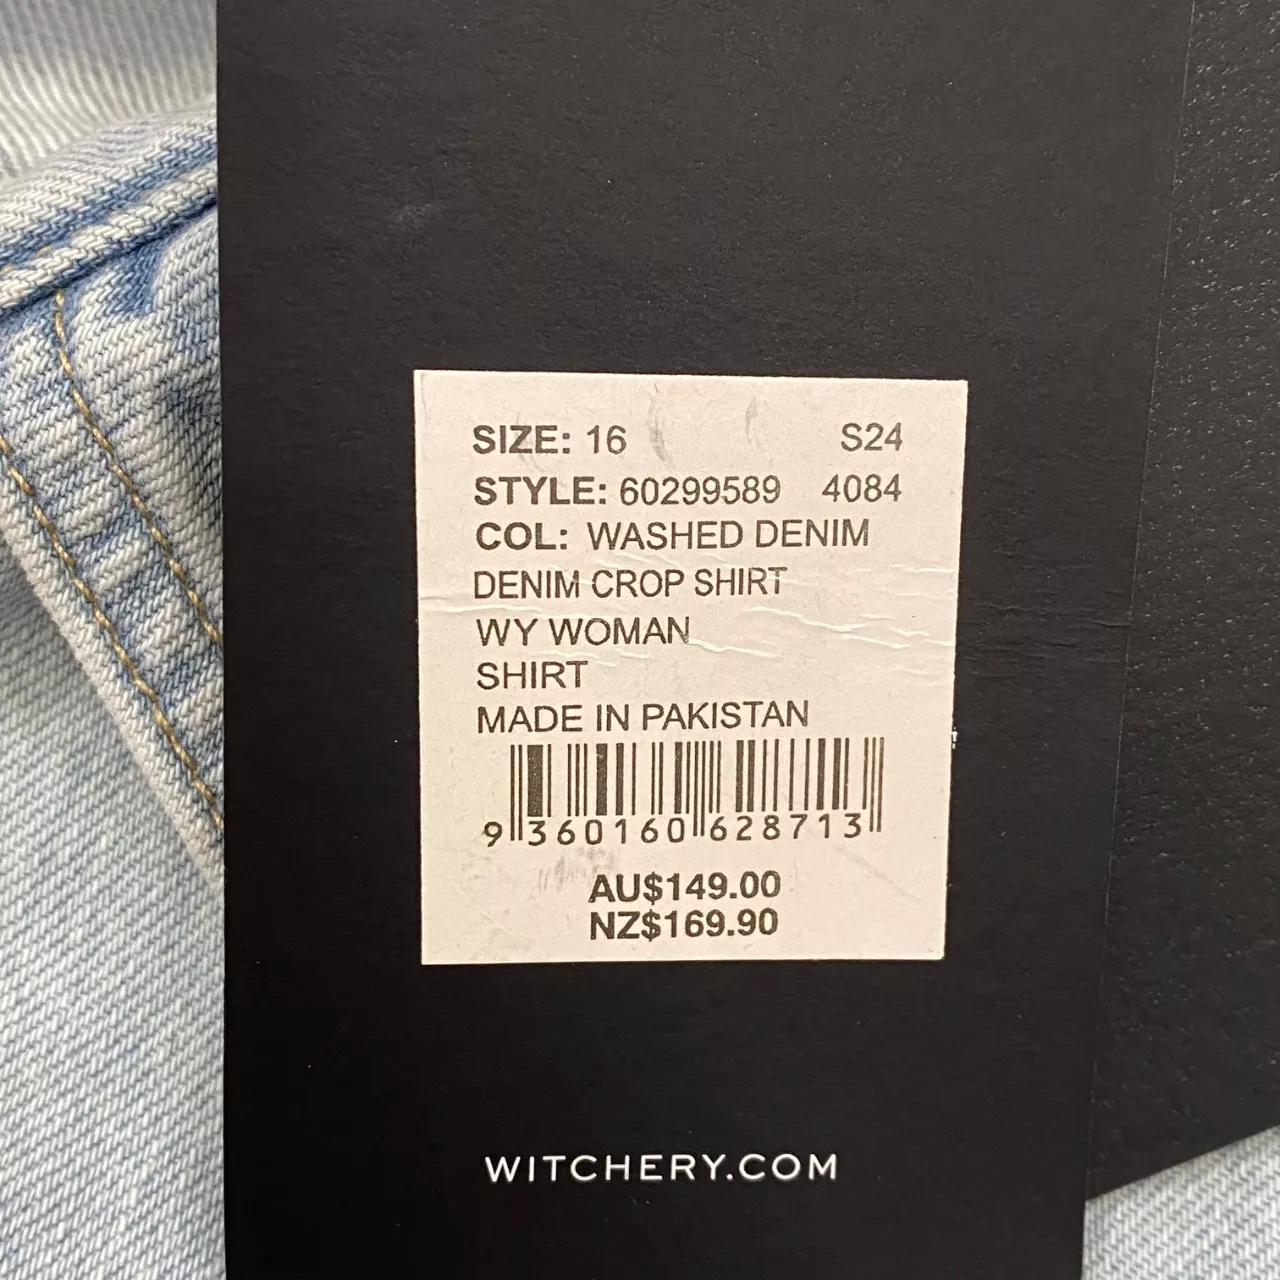 SIZE: 16 S24
STYLE: 60299589 4084
COL: WASHED DENIM
DENIM CROP SHIRT
WY WOMAN
SHIRT
MADE IN PAKISTAN
9 360160 628713
AU$149.00
NZ$169.90
WITCHERY.COM